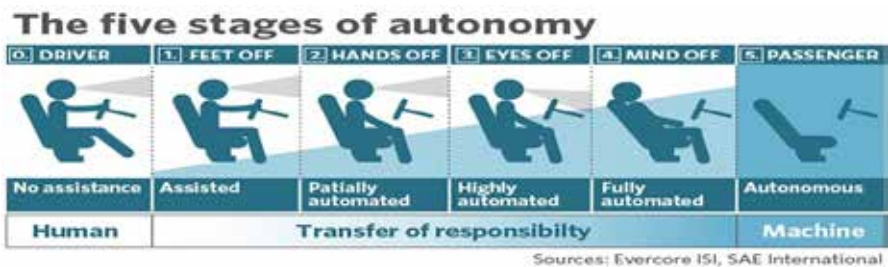 The five stages of autonomy
0. DRIVER
1. FEET OFF
2. HANDS OFF
3. EYES OFF
4. MIND OFF
5. PASSENGER
No assistance
Assisted
Patially
automated
Highly
automated
Fully
automated
Autonomous
Human
Transfer of responsibilty
Machine
Sources: Evercore ISI, SAE International